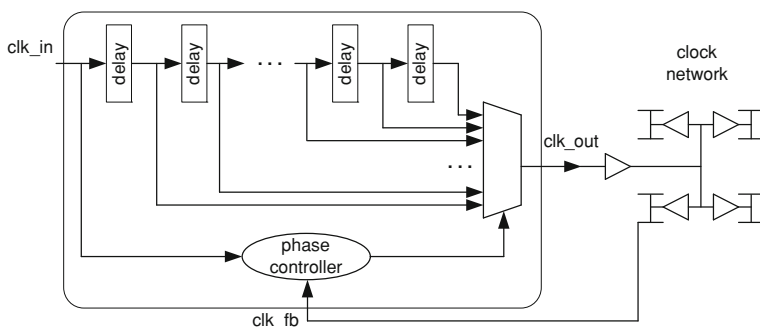 clk_in
delay
delay
...
delay
delay
clock
network
clk_out
...
phase
controller
clk_fb